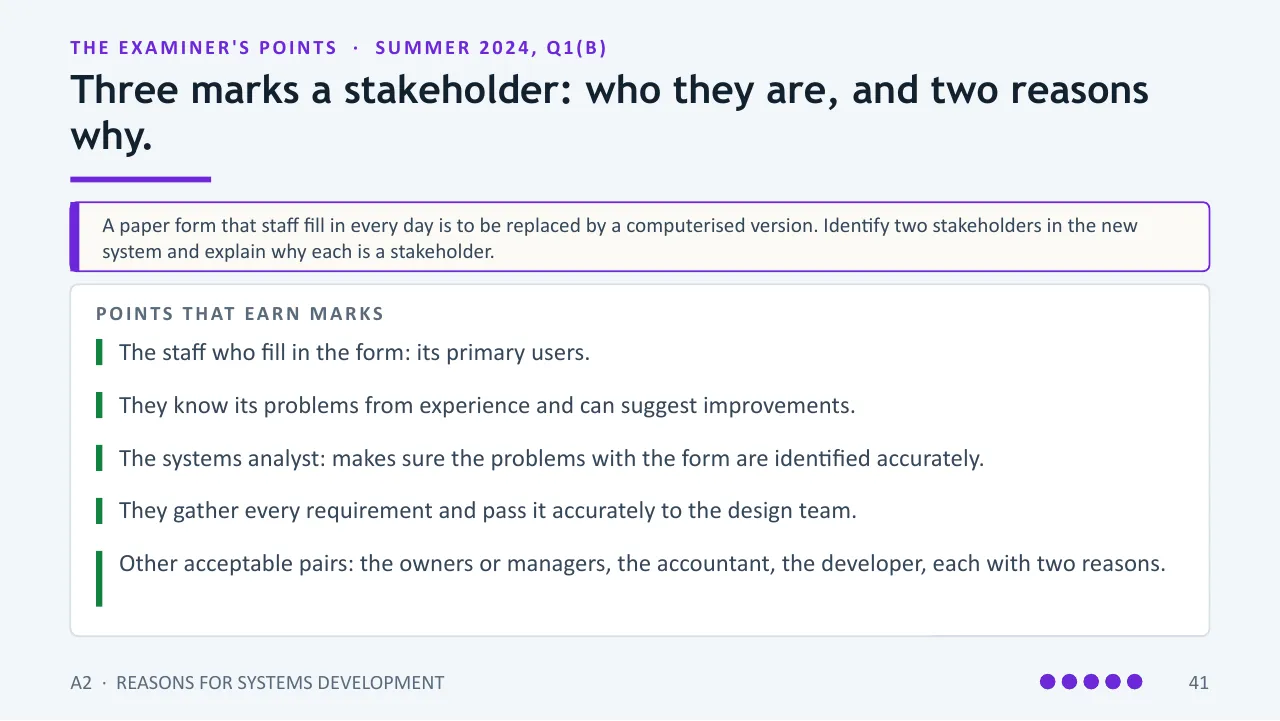 THE EXAMINER'S POINTS · SUMMER 2024, Q1(B)
Three marks a stakeholder: who they are, and two reasons
why.
A paper form that staff fill in every day is to be replaced by a computerised version. Identify two stakeholders in the new
system and explain why each is a stakeholder.
POINTS THAT EARN MARKS
The staff who fill in the form: its primary users.
They know its problems from experience and can suggest improvements.
The systems analyst: makes sure the problems with the form are identified accurately.
They gather every requirement and pass it accurately to the design team.
Other acceptable pairs: the owners or managers, the accountant, the developer, each with two reasons.
A2 · REASONS FOR SYSTEMS DEVELOPMENT
41